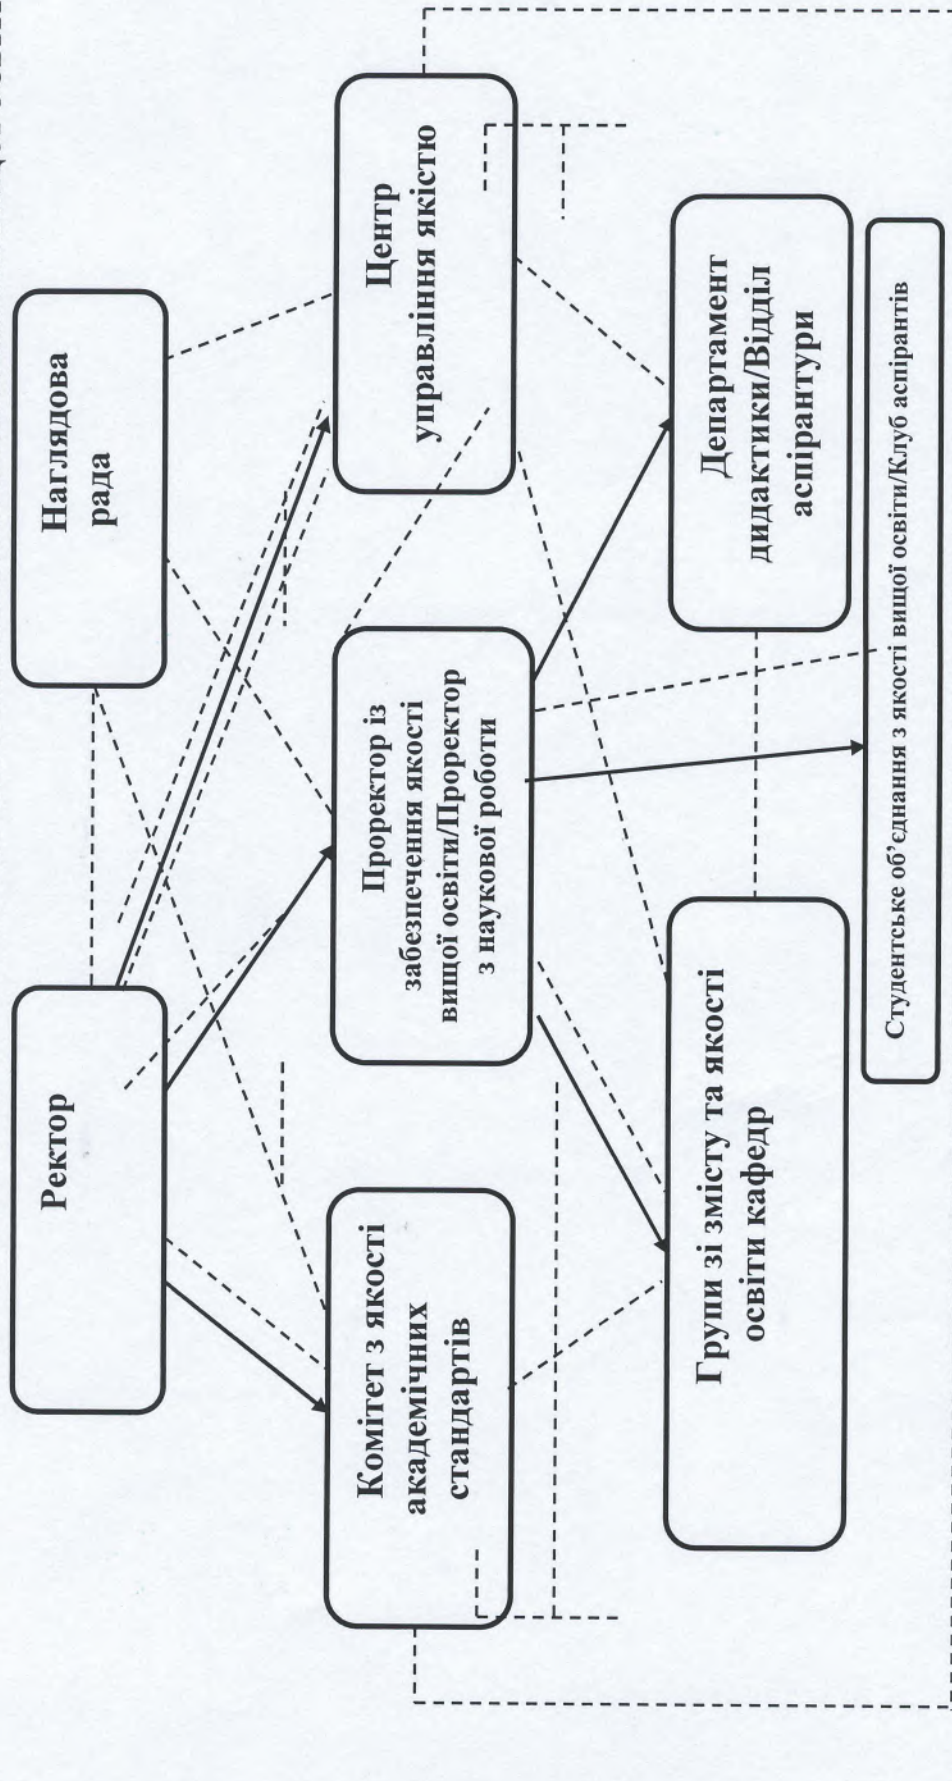 Ректор
Наглядова
рада
Комітет з якості
академічних
стандартів
Проректор із
забезпечення якості
вищої освіти/Проректор
з наукової роботи
Центр
управління якістю
Групи зі змісту та якості
освіти кафедр
Департамент
дидактики/Відділ
аспірантури
Студентське об’єднання з якості вищої освіти/Клуб аспірантів